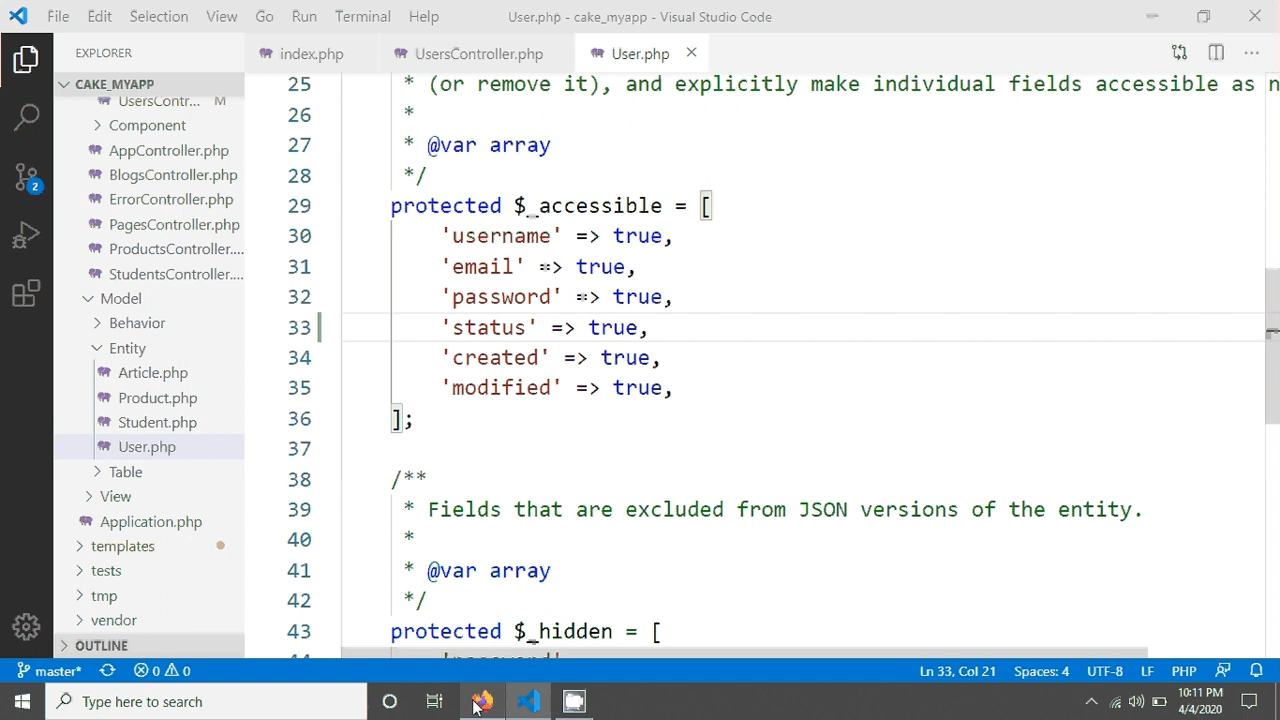 File Edit Selection View Go Run Terminal Help User.php - cake_myapp - Visual Studio Code
EXPLORER
index.php UsersController.php User.php
CAKE_MYAPP
UsersContr... M
Component
AppController.php
BlogsController.php
ErrorController.php
PagesController.php
ProductsController....
StudentsController....
Model
Behavior
Entity
Article.php
Product.php
Student.php
User.php
Table
View
Application.php
templates
tests
tmp
vendor
OUTLINE
2
25 * (or remove it), and explicitly make individual fields accessible as n
26 *
27 * @var array
28 */
29 protected $_accessible = [
30 'username' => true,
31 'email' => true,
32 'password' => true,
33 'status' => true,
34 'created' => true,
35 'modified' => true,
36 ];
37
38 /**
39 * Fields that are excluded from JSON versions of the entity.
40 *
41 * @var array
42 */
43 protected $_hidden = [
master* 0 0 Ln 33, Col 21 Spaces: 4 UTF-8 LF PHP
Type here to search
10:11 PM
4/4/2020